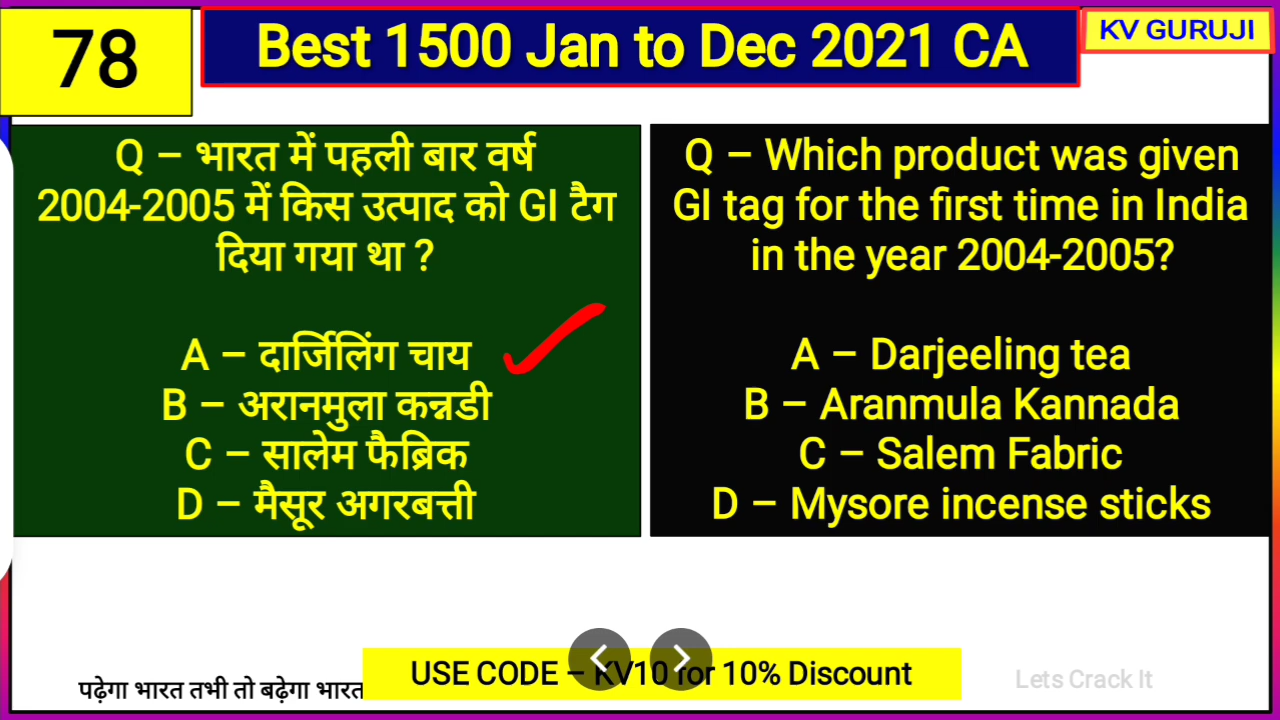 78
Best 1500 Jan to Dec 2021 CA
KV GURUJI
Q – भारत में पहली बार वर्ष
2004-2005 में किस उत्पाद को GI टैग
दिया गया था ?
A – दार्जिलिंग चाय
B – अरानमुला कन्नडी
C – सालेम फैब्रिक
D – मैसूर अगरबत्ती
Q – Which product was given
GI tag for the first time in India
in the year 2004-2005?
A – Darjeeling tea
B – Aranmula Kannada
C – Salem Fabric
D – Mysore incense sticks
USE CODE – KV10 for 10% Discount
पढ़ेगा भारत तभी तो बढ़ेगा भारत
Lets Crack It